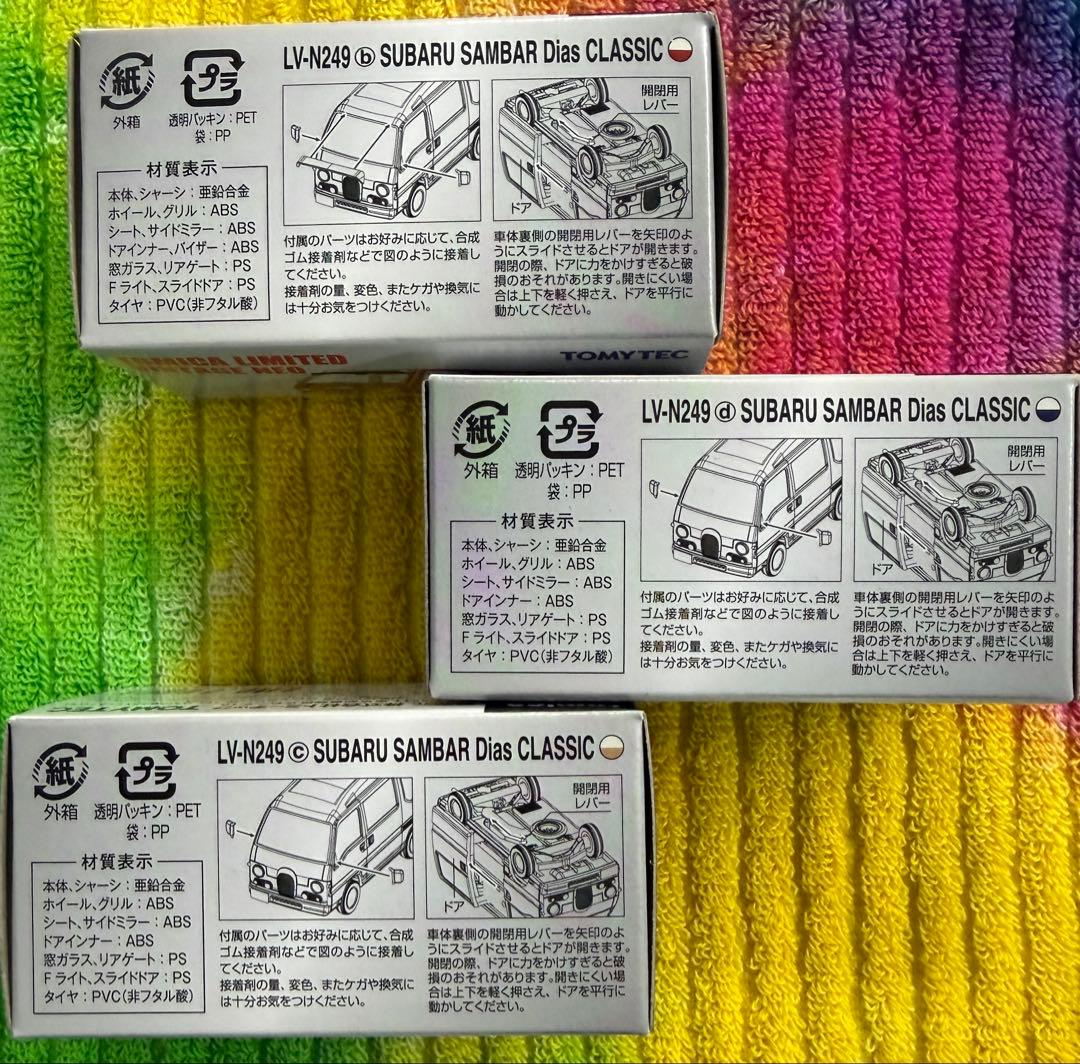 LV-N249 ⓑ SUBARU SAMBAR Dias CLASSIC
紙
外箱
プラ
透明パッキン：PET
袋：PP
材質表示
本体、シャーシ：亜鉛合金
ホイール、グリル：ABS
シート、サイドミラー：ABS
ドアインナー、バイザー：ABS
窓ガラス、リアゲート：PS
Fライト、スライドドア：PS
タイヤ：PVC(非フタル酸)
付属のパーツはお好みに応じて、合成
ゴム接着剤などで図のように接着し
てください。
接着剤の量、変色、またケガや換気に
は十分お気をつけください。
開閉用
レバー
ドア
車体裏側の開閉用レバーを矢印のよ
うにスライドさせるとドアが開きます。
開閉の際、ドアに力をかけすぎると破
損のおそれがあります。開きにくい場
合は上下を軽く押さえ、ドアを平行に
動かしてください。
TOMICA LIMITED
VINTAGE NEO
TOMYTEC
LV-N249 ⓓ SUBARU SAMBAR Dias CLASSIC
紙
外箱
プラ
透明パッキン：PET
袋：PP
材質表示
本体、シャーシ：亜鉛合金
ホイール、グリル：ABS
シート、サイドミラー：ABS
ドアインナー：ABS
窓ガラス、リアゲート：PS
Fライト、スライドドア：PS
タイヤ：PVC(非フタル酸)
付属のパーツはお好みに応じて、合成
ゴム接着剤などで図のように接着し
てください。
接着剤の量、変色、またケガや換気に
は十分お気をつけください。
開閉用
レバー
ドア
車体裏側の開閉用レバーを矢印のよ
うにスライドさせるとドアが開きます。
開閉の際、ドアに力をかけすぎると破
損のおそれがあります。開きにくい場
合は上下を軽く押さえ、ドアを平行に
動かしてください。
TOMYTEC
LV-N249 ⓒ SUBARU SAMBAR Dias CLASSIC
紙
外箱
プラ
透明パッキン：PET
袋：PP
材質表示
本体、シャーシ：亜鉛合金
ホイール、グリル：ABS
シート、サイドミラー：ABS
ドアインナー：ABS
窓ガラス、リアゲート：PS
Fライト、スライドドア：PS
タイヤ：PVC(非フタル酸)
付属のパーツはお好みに応じて、合成
ゴム接着剤などで図のように接着し
てください。
接着剤の量、変色、またケガや換気に
は十分お気をつけください。
開閉用
レバー
ドア
車体裏側の開閉用レバーを矢印のよ
うにスライドさせるとドアが開きます。
開閉の際、ドアに力をかけすぎると破
損のおそれがあります。開きにくい場
合は上下を軽く押さえ、ドアを平行に
動かしてください。